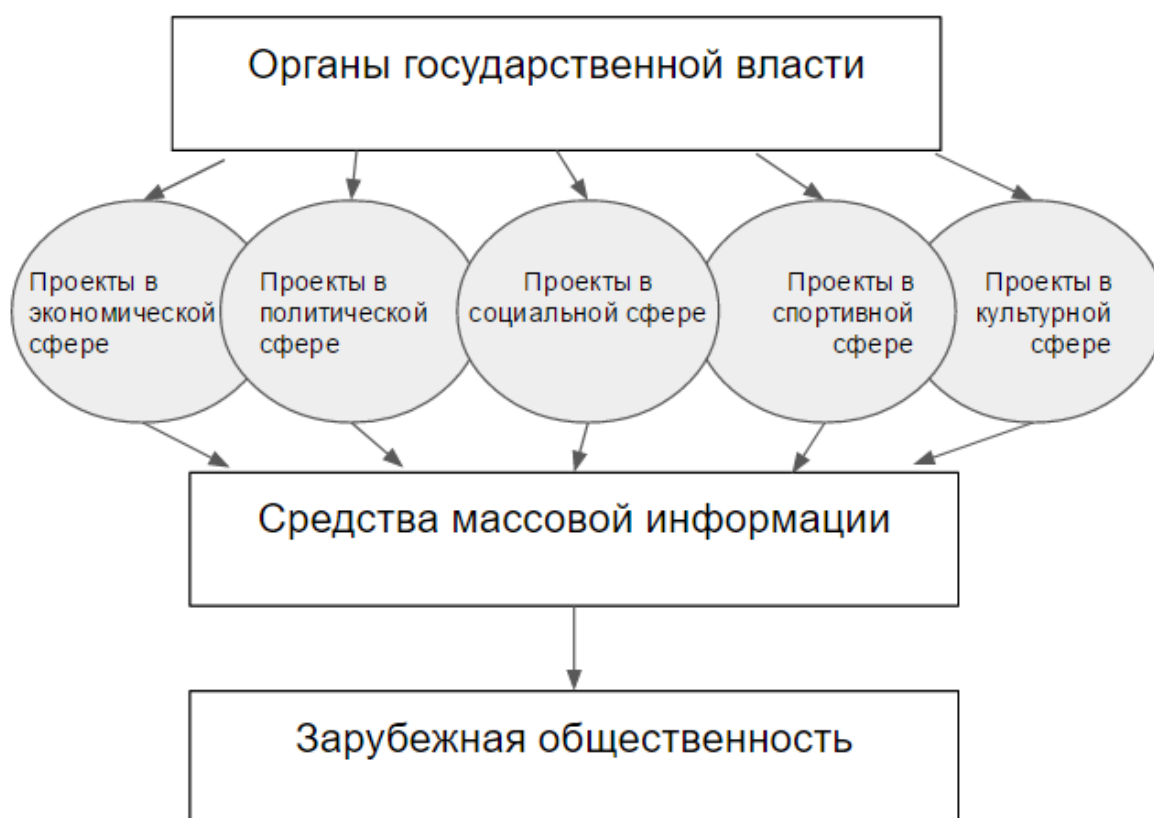 Органы государственной власти
Проекты в
экономической
сфере
Проекты в
политической
сфере
Проекты в
социальной сфере
Проекты в
спортивной
сфере
Проекты в
культурной
сфере
Средства массовой информации
Зарубежная общественность